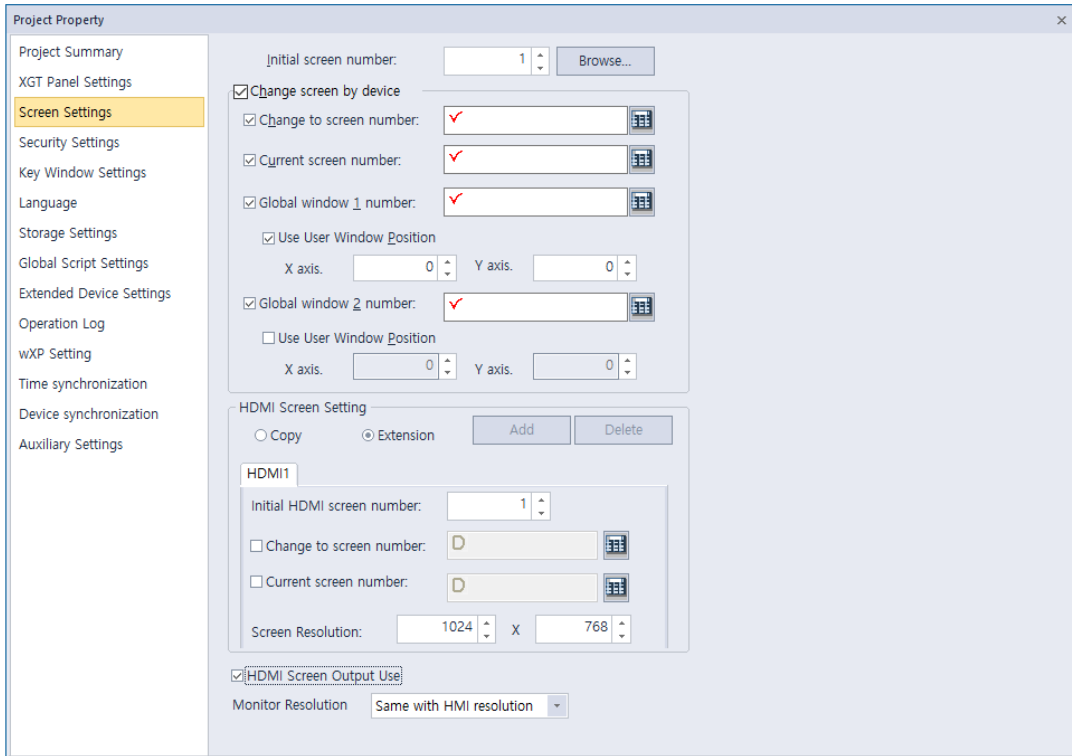 Project Property
Project Summary
XGT Panel Settings
Screen Settings
Security Settings
Key Window Settings
Language
Storage Settings
Global Script Settings
Extended Device Settings
Operation Log
wXP Setting
Time synchronization
Device synchronization
Auxiliary Settings
Initial screen number: 1 Browse...
Change screen by device
Change to screen number:
Current screen number:
Global window 1 number:
Use User Window Position
X axis. 0 Y axis. 0
Global window 2 number:
Use User Window Position
X axis. 0 Y axis. 0
HDMI Screen Setting
Copy Extension Add Delete
HDMI1
Initial HDMI screen number: 1
Change to screen number: D
Current screen number: D
Screen Resolution: 1024 X 768
HDMI Screen Output Use
Monitor Resolution Same with HMI resolution